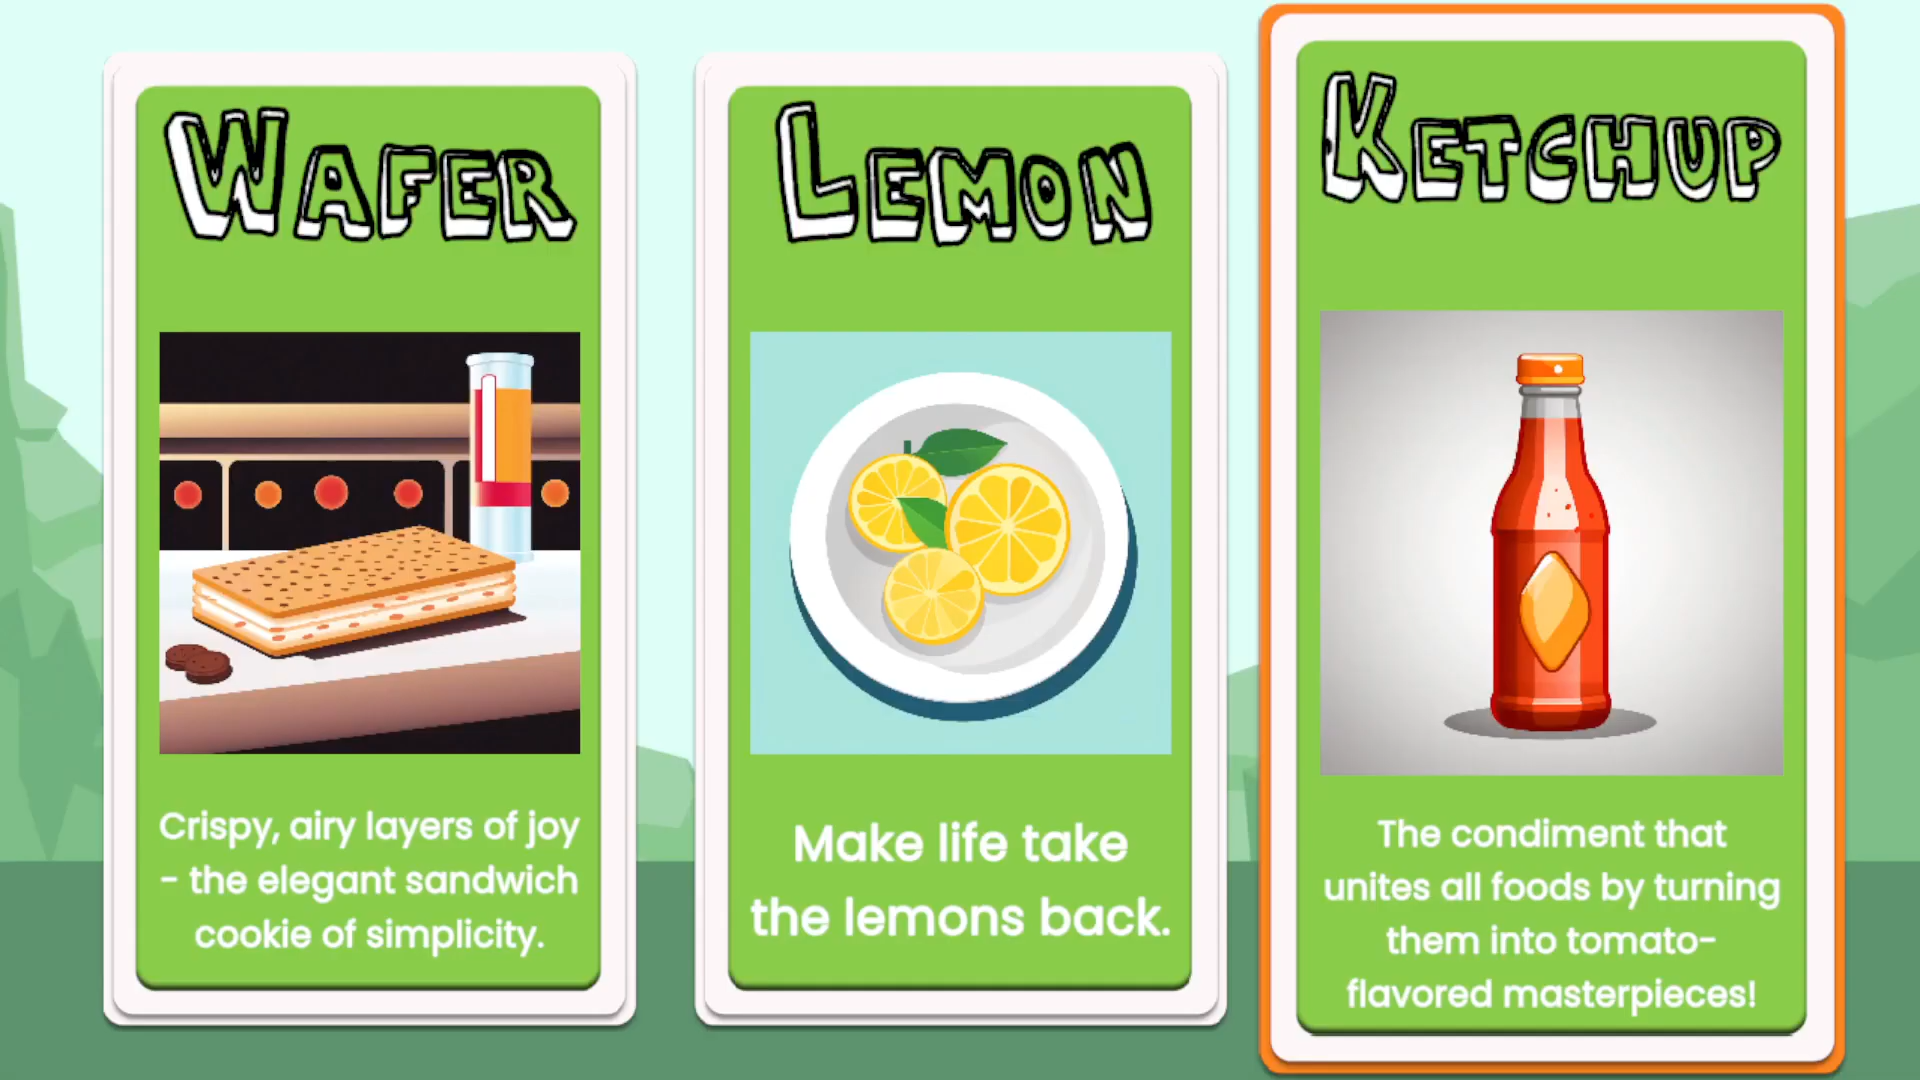 WAFER
Crispy, airy layers of joy
- the elegant sandwich
cookie of simplicity.
LEMON
Make life take
the lemons back.
KETCHUP
The condiment that
unites all foods by turning
them into tomato-
flavored masterpieces!